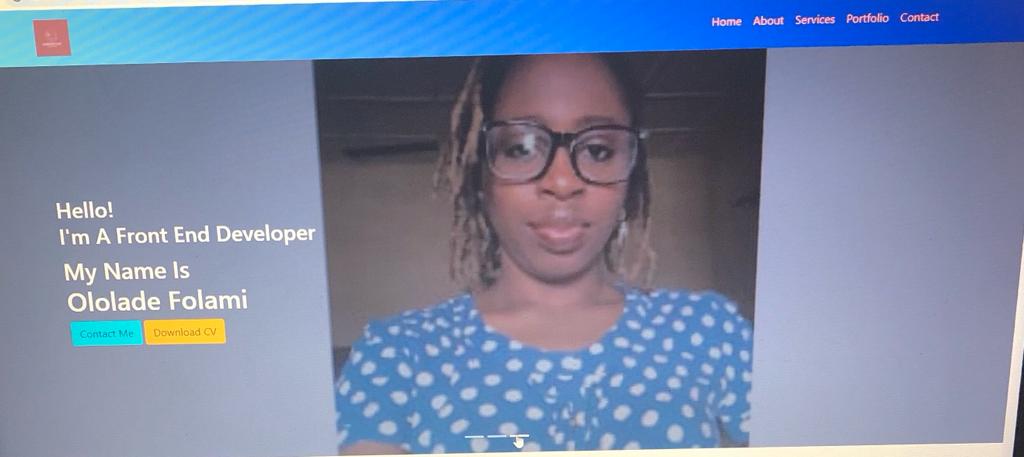 Home About Services Portfolio Contact
Hello!
I'm A Front End Developer
My Name Is
Ololade Folami
Contact Me Download CV